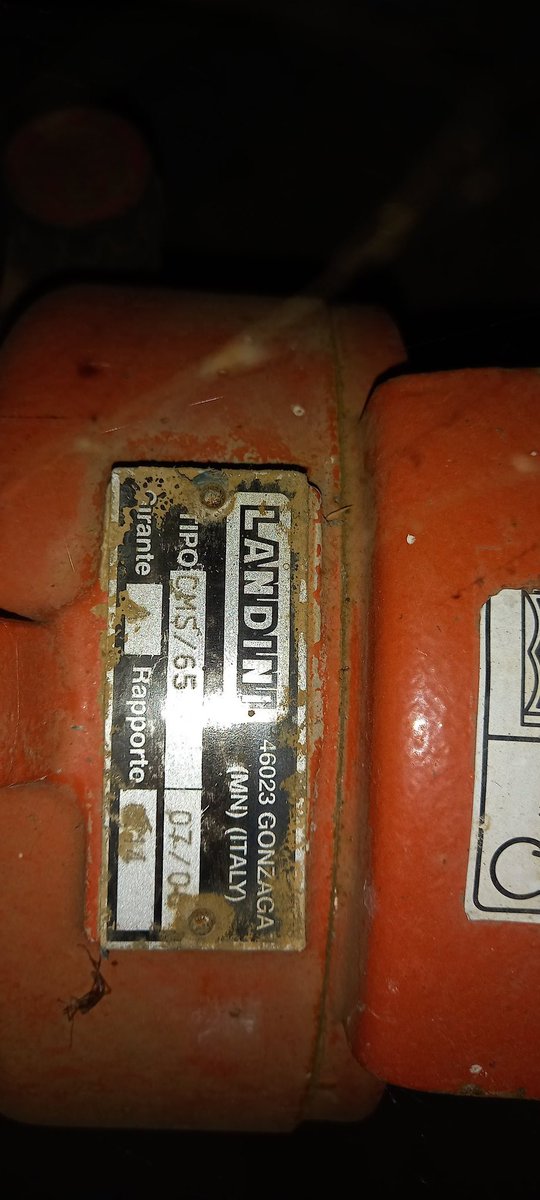 LANDINI
46023 GONZAGA
(MN) (ITALY)
TIPO CMS/65
Girante Rapporto